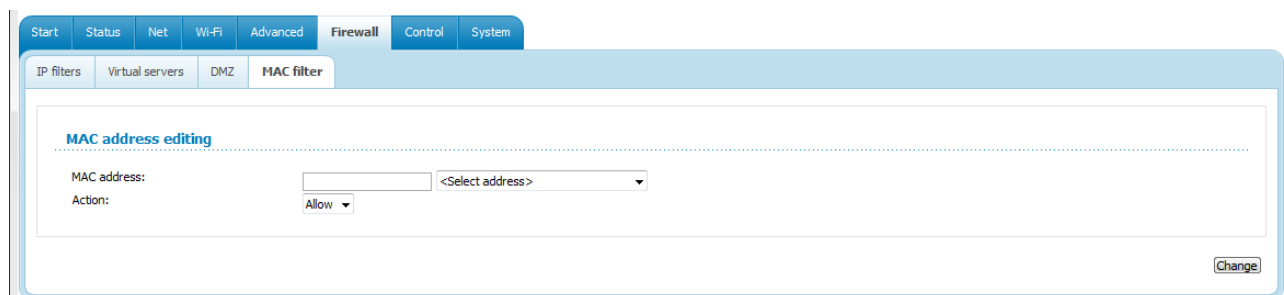 Start Status Net Wi-Fi Advanced Firewall Control System
IP filters Virtual servers DMZ MAC filter
MAC address editing
MAC address: <Select address>
Action: Allow
Change